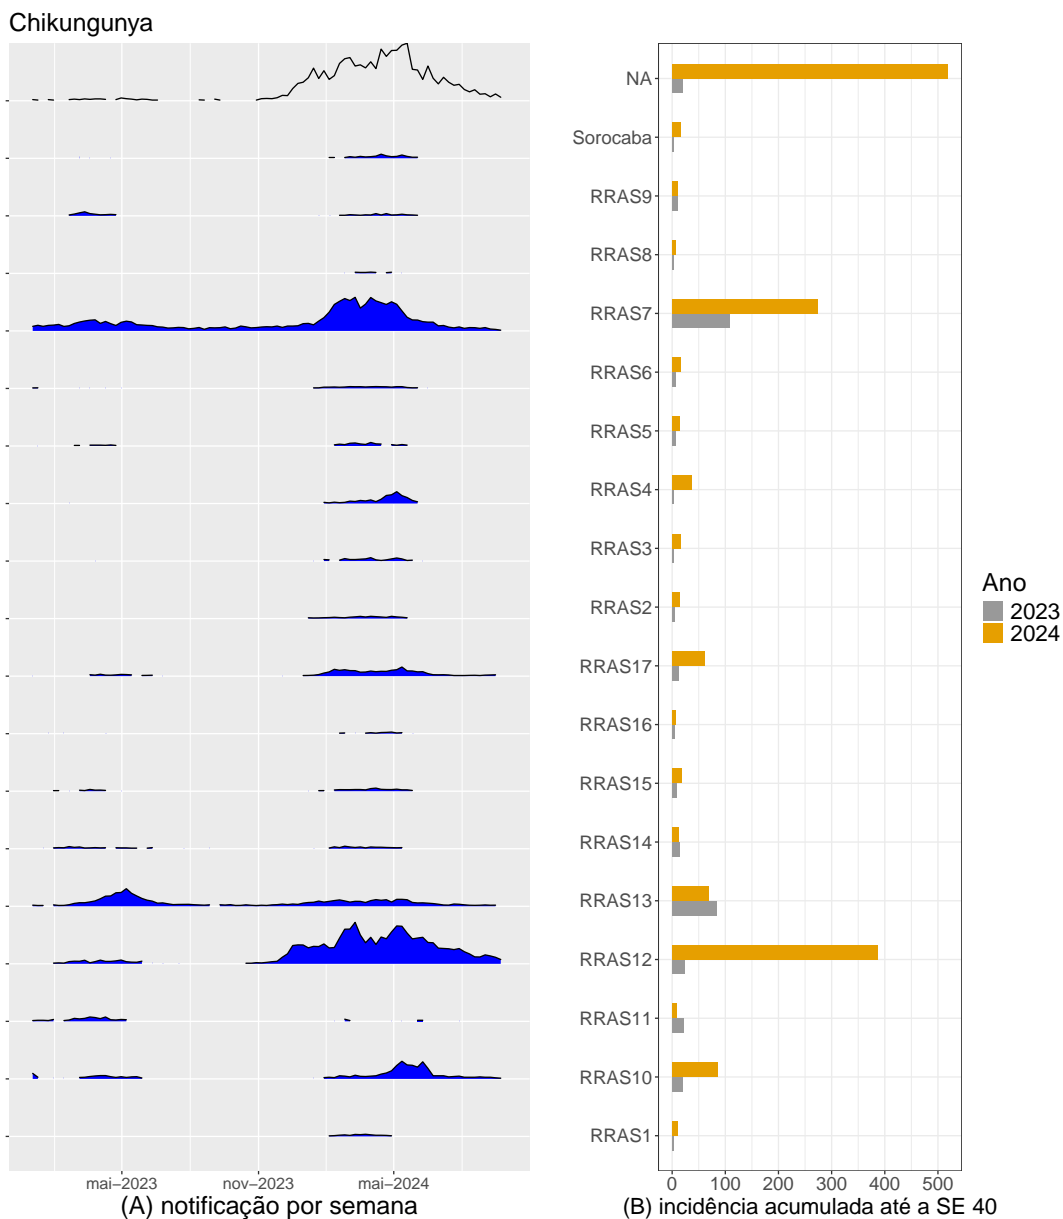 Chikungunya
NA
Sorocaba
RRAS9
RRAS8
RRAS7
RRAS6
RRAS5
RRAS4
RRAS3
RRAS2
RRAS17
RRAS16
RRAS15
RRAS14
RRAS13
RRAS12
RRAS11
RRAS10
RRAS1
Ano
2023
2024
mai–2023 nov–2023 mai–2024
(A) notificação por semana
0 100 200 300 400 500
(B) incidência acumulada até a SE 40